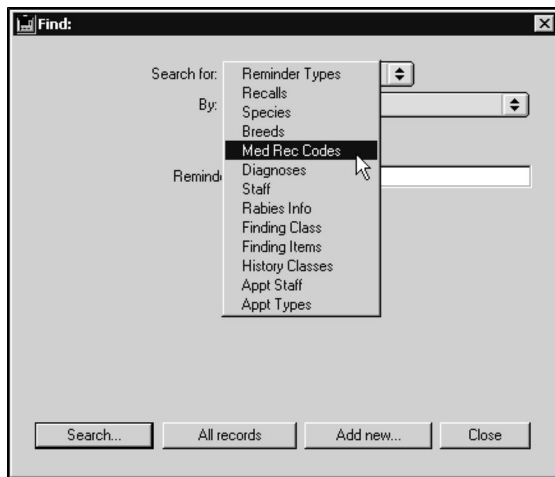 Find:
Search for:
By:
Reminder Types
Recalls
Species
Breeds
Med Rec Codes
Diagnoses
Staff
Rabies Info
Finding Class
Finding Items
History Classes
Appt Staff
Appt Types
Search...
All records
Add new...
Close